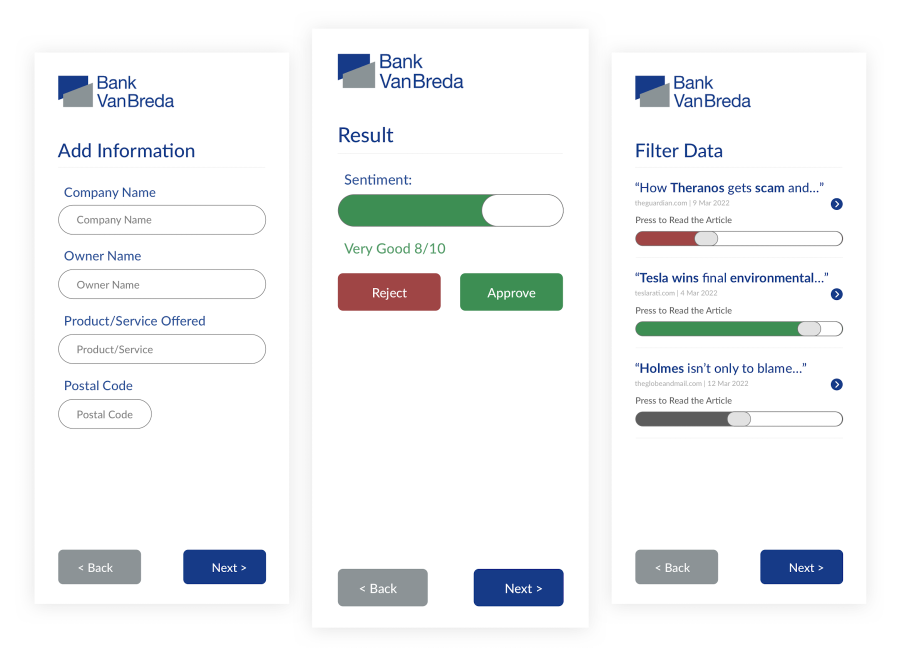 Bank
VanBreda
Add Information
Company Name
Company Name
Owner Name
Owner Name
Product/Service Offered
Product/Service
Postal Code
Postal Code
< Back
Next >
Bank
VanBreda
Result
Sentiment:
Very Good 8/10
Reject
Approve
< Back
Next >
Bank
VanBreda
Filter Data
“How Theranos gets scam and...”
theguardian.com | 9 Mar 2022
Press to Read the Article
“Tesla wins final environmental...”
teslarati.com | 4 Mar 2022
Press to Read the Article
“Holmes isn’t only to blame...”
theglobeandmail.com | 12 Mar 2022
Press to Read the Article
< Back
Next >